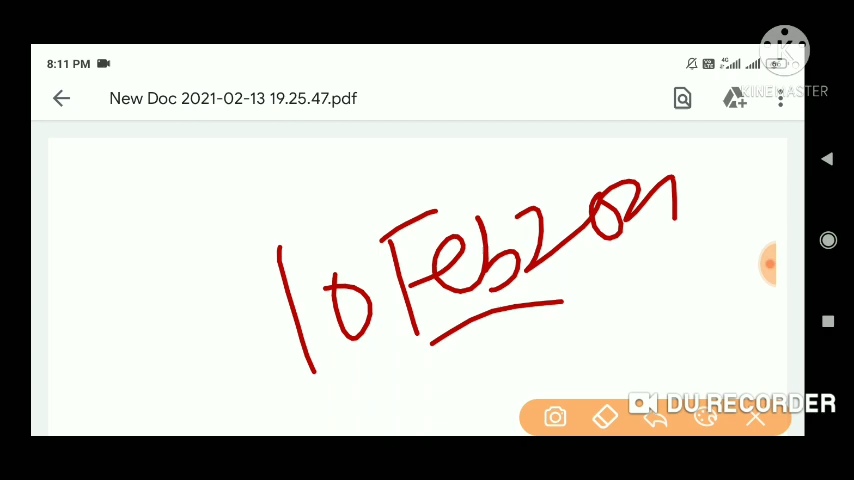 8:11 PM
KINEMASTER
New Doc 2021-02-13 19.25.47.pdf
10 Feb 2021
DU RECORDER